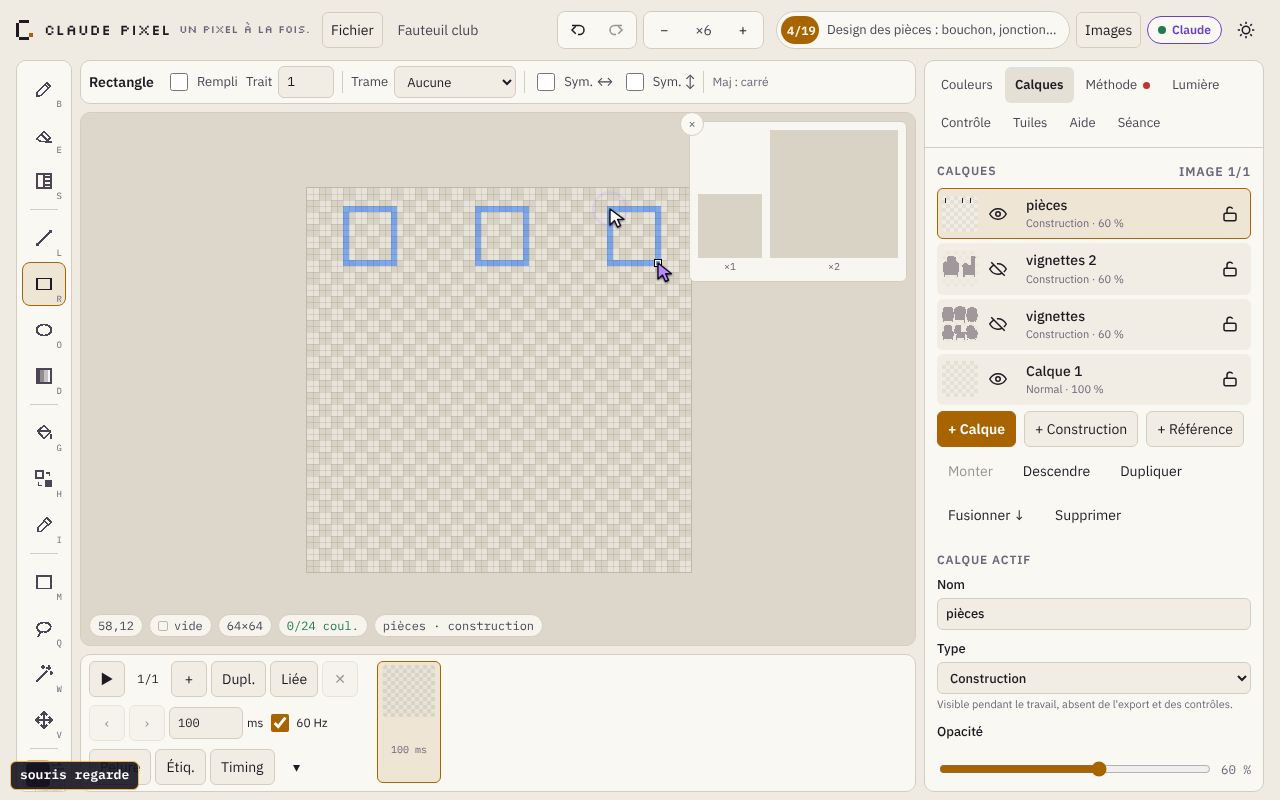 CLAUDE PIXEL UN PIXEL À LA FOIS. Fichier Fauteuil club − ×6 + 4/19 Design des pièces : bouchon, jonction… Images Claude
Rectangle Rempli Trait 1 Trame Aucune Sym. ↔ Sym. ↕ Maj : carré
B
E
S
L
R
O
D
G
H
I
M
Q
W
V
×
×1 ×2
58,12 vide 64×64 0/24 coul. pièces · construction
1/1 + Dupl. Liée ✕
‹ › 100 ms 60 Hz
Étiq. Timing ▼
100 ms
souris regarde
Couleurs Calques Méthode Lumière
Contrôle Tuiles Aide Séance
CALQUES IMAGE 1/1
pièces
Construction · 60 %
vignettes 2
Construction · 60 %
vignettes
Construction · 60 %
Calque 1
Normal · 100 %
+ Calque + Construction + Référence
Monter Descendre Dupliquer
Fusionner ↓ Supprimer
CALQUE ACTIF
Nom
pièces
Type
Construction
Visible pendant le travail, absent de l'export et des contrôles.
Opacité
60 %